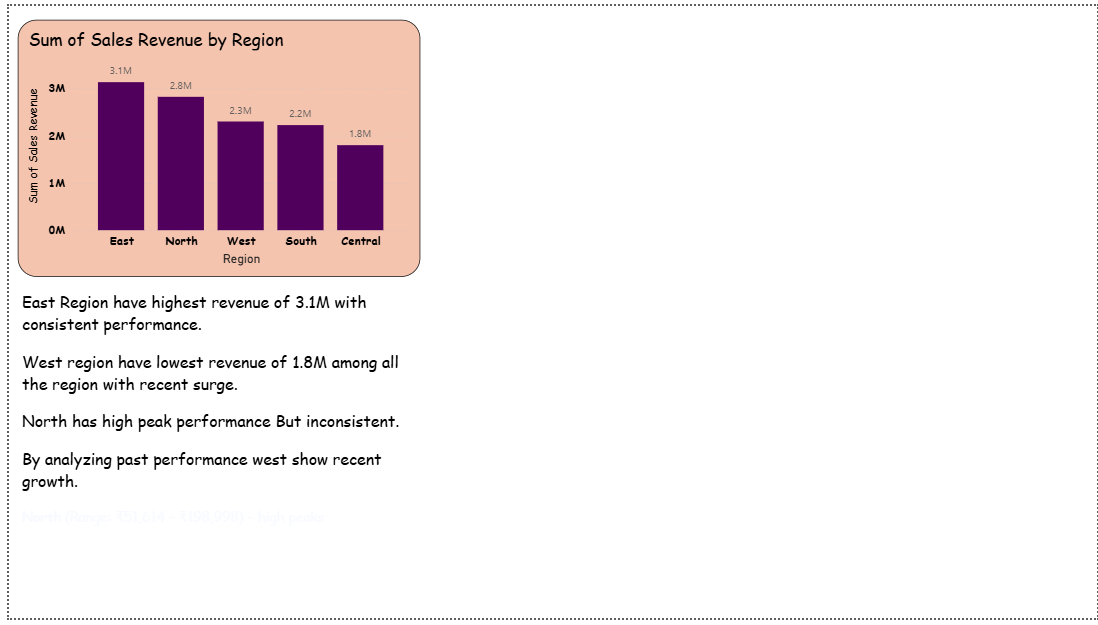 Sum of Sales Revenue by Region
Sum of Sales Revenue
3M
2M
1M
0M
3.1M
2.8M
2.3M
2.2M
1.8M
East
North
West
South
Central
Region
East Region have highest revenue of 3.1M with
consistent performance.
West region have lowest revenue of 1.8M among all
the region with recent surge.
North has high peak performance But inconsistent.
By analyzing past performance west show recent
growth.
North (Range: